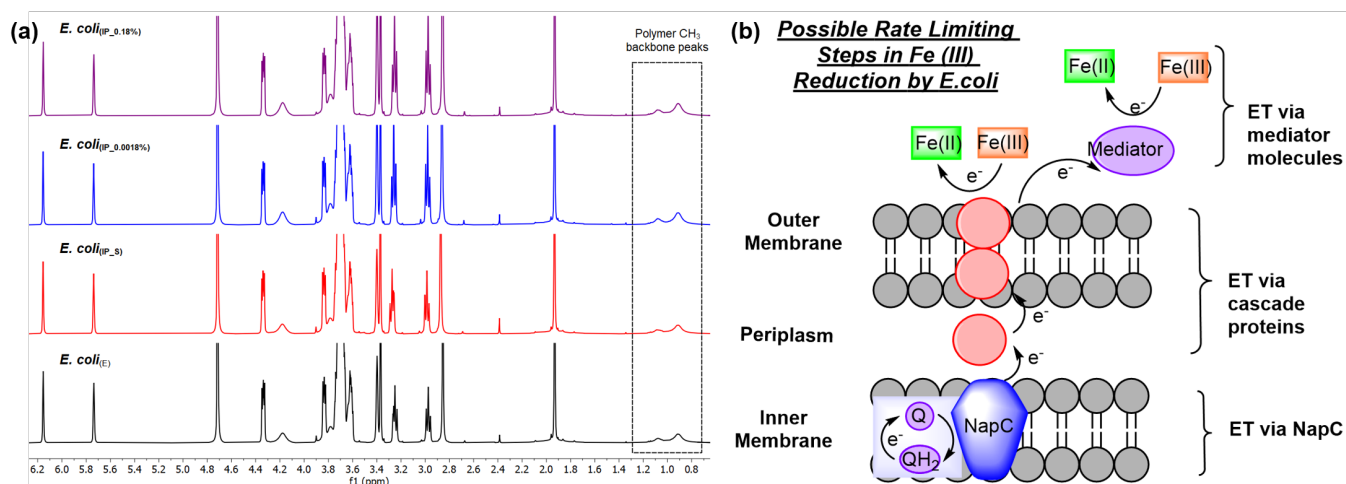 (a)
E. coli(IP_0.18%)
Polymer CH3
backbone peaks
E. coli(IP_0.0018%)
E. coli(IP_S)
E. coli(E)
6.2 6.0 5.8 5.6 5.4 5.2 5.0 4.8 4.6 4.4 4.2 4.0 3.8 3.6 3.4 3.2 3.0 2.8 2.6 2.4 2.2 2.0 1.8 1.6 1.4 1.2 1.0 0.8
f1 (ppm)
(b)
Possible Rate Limiting
Steps in Fe (III)
Reduction by E.coli
Fe(II)
Fe(III)
e-
ET via
mediator
molecules
Fe(II)
Fe(III)
Mediator
e-
e-
Outer
Membrane
ET via
cascade
proteins
e-
Periplasm
e-
Inner
Membrane
Q
e-
QH2
NapC
ET via NapC